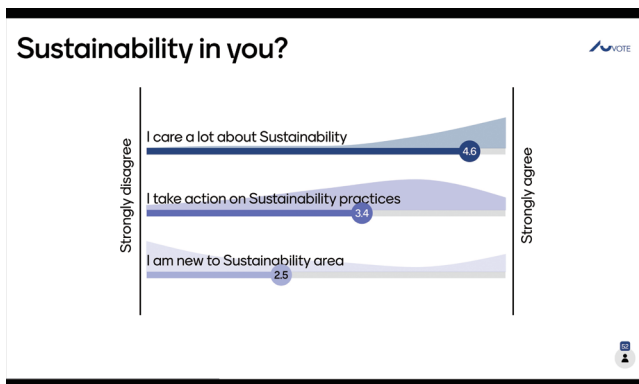 Sustainability in you?
VOTE
Strongly disagree
I care a lot about Sustainability
4.6
I take action on Sustainability practices
3.4
I am new to Sustainability area
2.5
Strongly agree
52